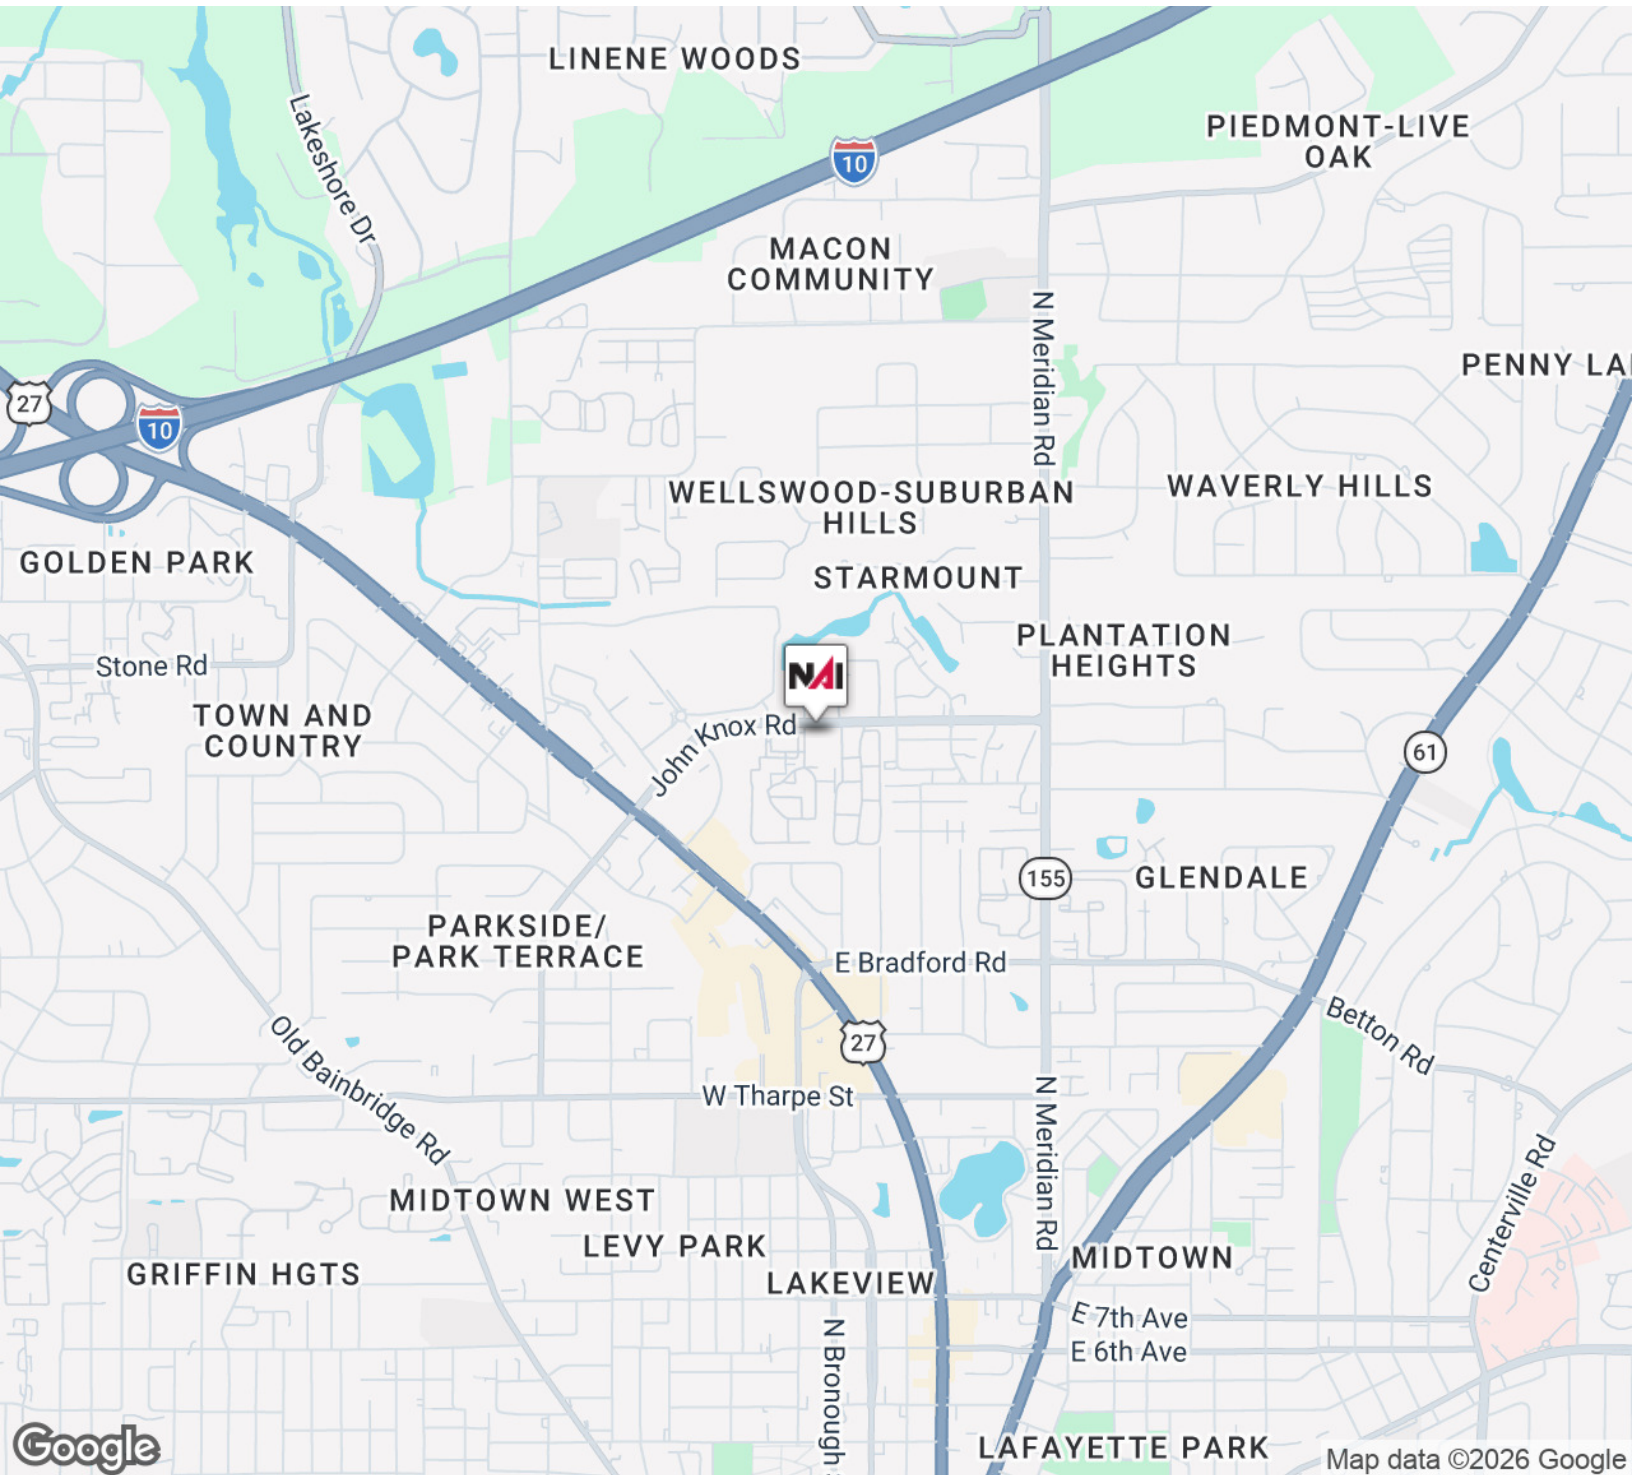 LINENE WOODS
PIEDMONT-LIVE
OAK
Lakeshore Dr
10
MACON
COMMUNITY
N Meridian Rd
PENNY LA
27
10
WELLSWOOD-SUBURBAN
HILLS
WAVERLY HILLS
GOLDEN PARK
STARMOUNT
PLANTATION
HEIGHTS
Stone Rd
NAI
TOWN AND
COUNTRY
John Knox Rd
61
155
GLENDALE
PARKSIDE/
PARK TERRACE
E Bradford Rd
Betton Rd
27
Old Bainbridge Rd
W Tharpe St
N Meridian Rd
Centerville Rd
MIDTOWN WEST
LEVY PARK
MIDTOWN
GRIFFIN HGTS
LAKEVIEW
E 7th Ave
E 6th Ave
N Bronough
LAFAYETTE PARK
Google
Map data ©2026 Google